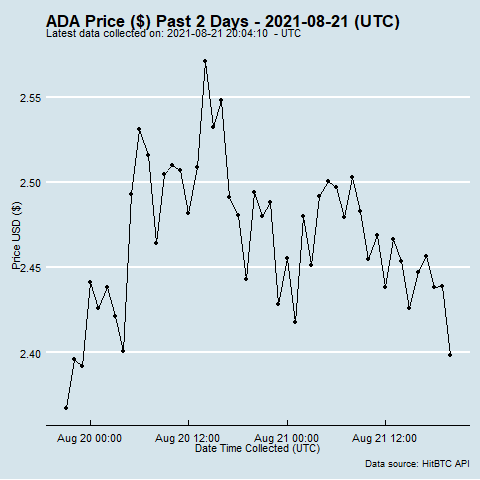 ADA Price ($) Past 2 Days - 2021-08-21 (UTC)
Latest data collected on: 2021-08-21 20:04:10 - UTC
Price USD ($)
2.55
2.50
2.45
2.40
Aug 20 00:00 Aug 20 12:00 Aug 21 00:00 Aug 21 12:00
Date Time Collected (UTC)
Data source: HitBTC API